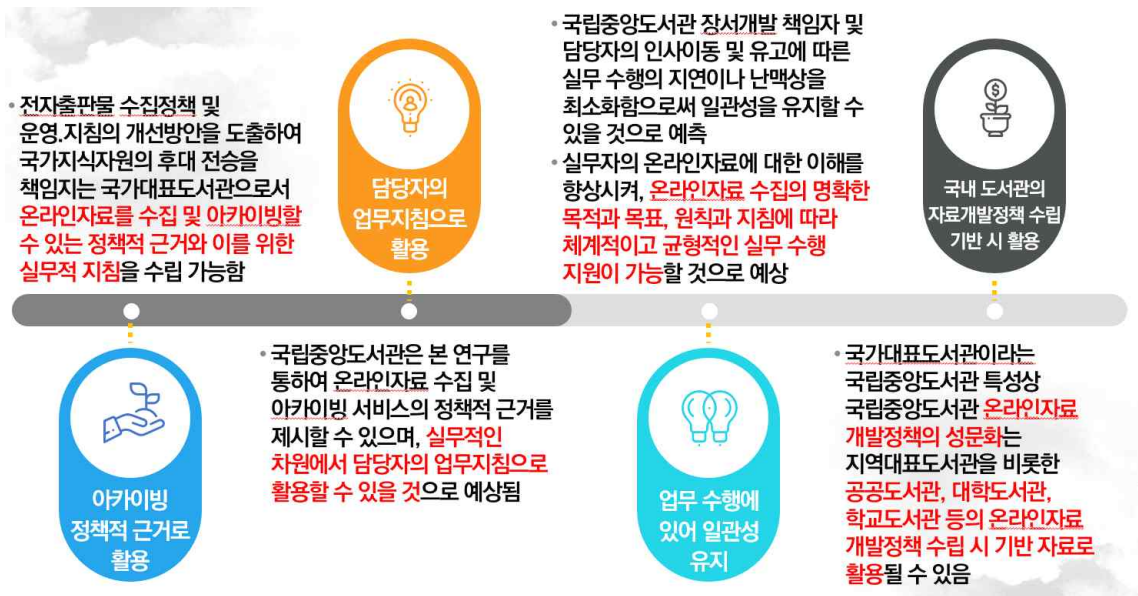 • 전자출판물 수집정책 및
운영.지침의 개선방안을 도출하여
국가지식자원의 후대 전승을
책임지는 국가대표도서관으로서
온라인자료를 수집 및 아카이빙할
수 있는 정책적 근거와 이를 위한
실무적 지침을 수립 가능함
아카이빙
정책적 근거로
활용
담당자의
업무지침으로
활용
• 국립중앙도서관은 본 연구를
통하여 온라인자료 수집 및
아카이빙 서비스의 정책적 근거를
제시할 수 있으며, 실무적인
차원에서 담당자의 업무지침으로
활용할 수 있을 것으로 예상됨
• 국립중앙도서관 장서개발 책임자 및
담당자의 인사이동 및 유고에 따른
실무 수행의 지연이나 난맥상을
최소화함으로써 일관성을 유지할 수
있을 것으로 예측
• 실무자의 온라인자료에 대한 이해를
향상시켜, 온라인자료 수집의 명확한
목적과 목표, 원칙과 지침에 따라
체계적이고 균형적인 실무 수행
지원이 가능할 것으로 예상
업무 수행에
있어 일관성
유지
국내 도서관의
자료개발정책 수립
기반 시 활용
• 국가대표도서관이라는
국립중앙도서관 특성상
국립중앙도서관 온라인자료
개발정책의 성문화는
지역대표도서관을 비롯한
공공도서관, 대학도서관,
학교도서관 등의 온라인자료
개발정책 수립 시 기반 자료로
활용될 수 있음